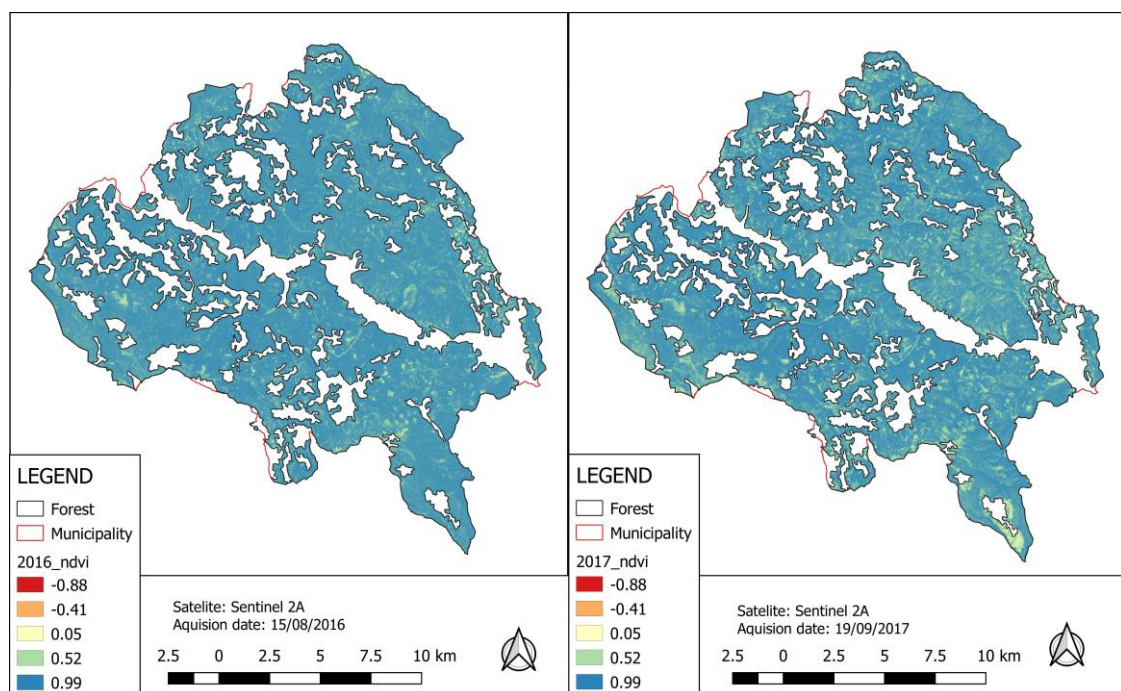 LEGEND
Forest
Municipality
2016_ndvi
-0.88
-0.41
0.05
0.52
0.99
Satelite: Sentinel 2A
Aquision date: 15/08/2016
2.5 0 2.5 5 7.5 10 km
LEGEND
Forest
Municipality
2017_ndvi
-0.88
-0.41
0.05
0.52
0.99
Satelite: Sentinel 2A
Aquision date: 19/09/2017
2.5 0 2.5 5 7.5 10 km